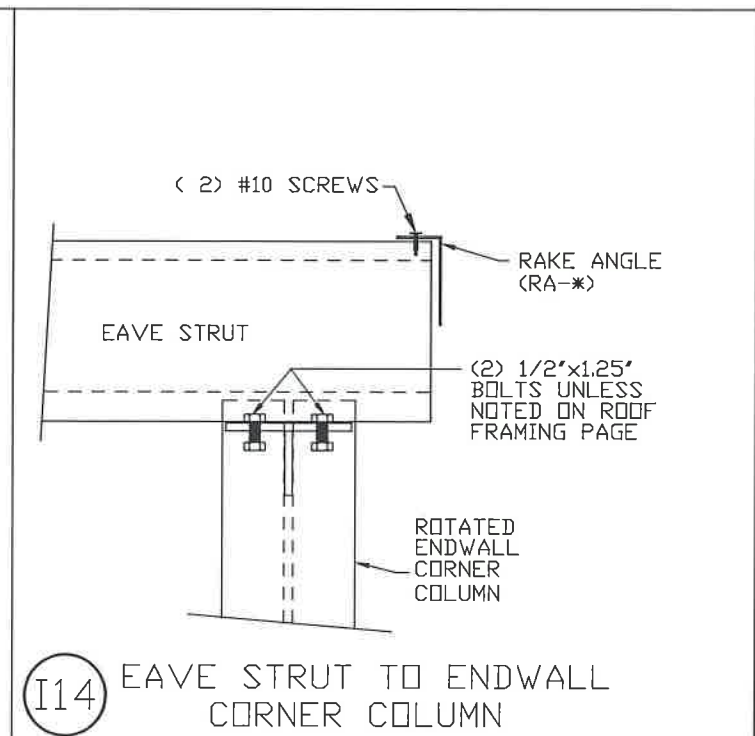 ( 2) #10 SCREWS
RAKE ANGLE
(RA-*)
EAVE STRUT
(2) 1/2"x1.25"
BOLTS UNLESS
NOTED ON ROOF
FRAMING PAGE
ROTATED
ENDWALL
CORNER
COLUMN
I14
EAVE STRUT TO ENDWALL
CORNER COLUMN